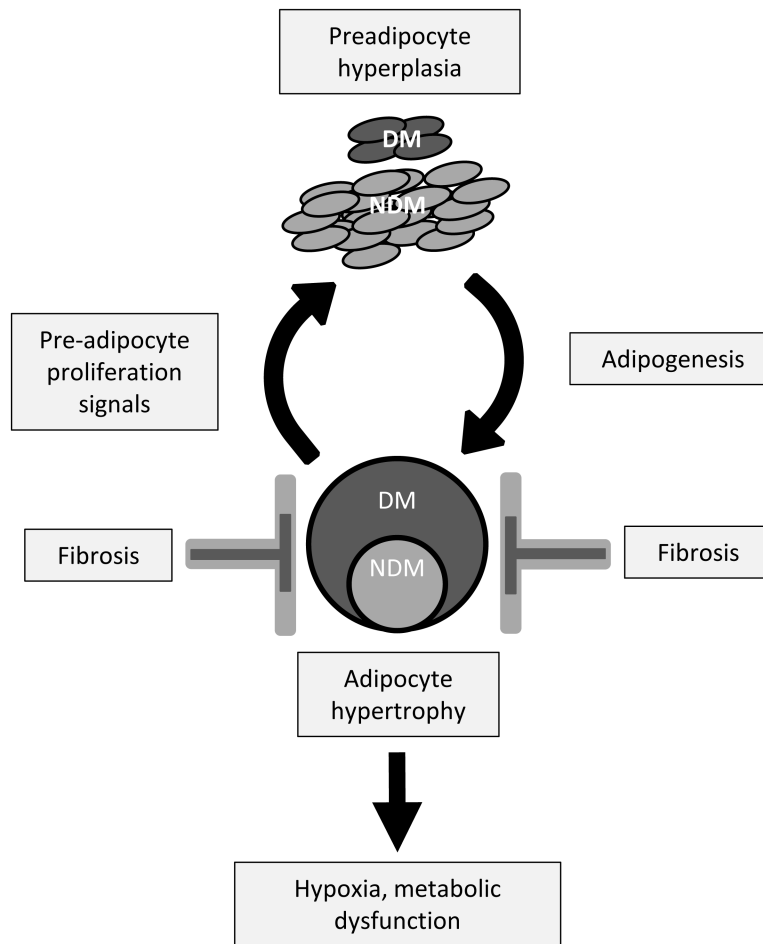 Preadipocyte
hyperplasia
DM
NDM
Pre-adipocyte
proliferation
signals
Adipogenesis
DM
NDM
Fibrosis
Fibrosis
Adipocyte
hypertrophy
Hypoxia, metabolic
dysfunction